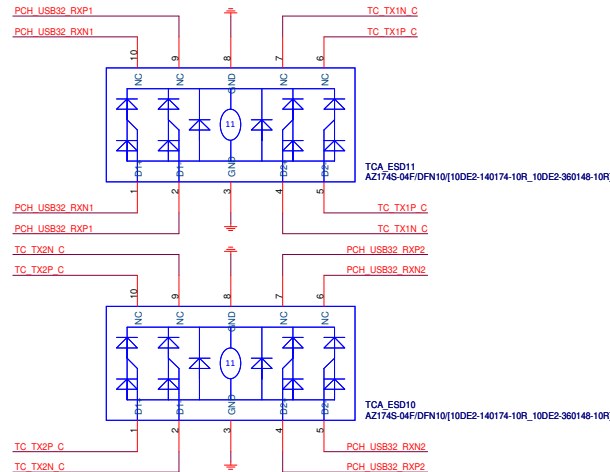 PCH_USB32_RXP1
TC_TX1N_C
PCH_USB32_RXN1
TC_TX1P_C
10 9 8 7 6
NC NC GND NC NC
11
D1+ D1- GND D2+ D2-
TCA_ESD11
AZ174S-04F/DFN10/[10DE2-140174-10R_10DE2-360148-10R]
1 2 3 4 5
PCH_USB32_RXN1
TC_TX1P_C
PCH_USB32_RXP1
TC_TX1N_C
TC_TX2N_C
PCH_USB32_RXP2
TC_TX2P_C
PCH_USB32_RXN2
10 9 8 7 6
NC NC GND NC NC
11
D1+ D1- GND D2+ D2-
TCA_ESD10
AZ174S-04F/DFN10/[10DE2-140174-10R_10DE2-360148-10R]
1 2 3 4 5
TC_TX2P_C
PCH_USB32_RXN2
TC_TX2N_C
PCH_USB32_RXP2